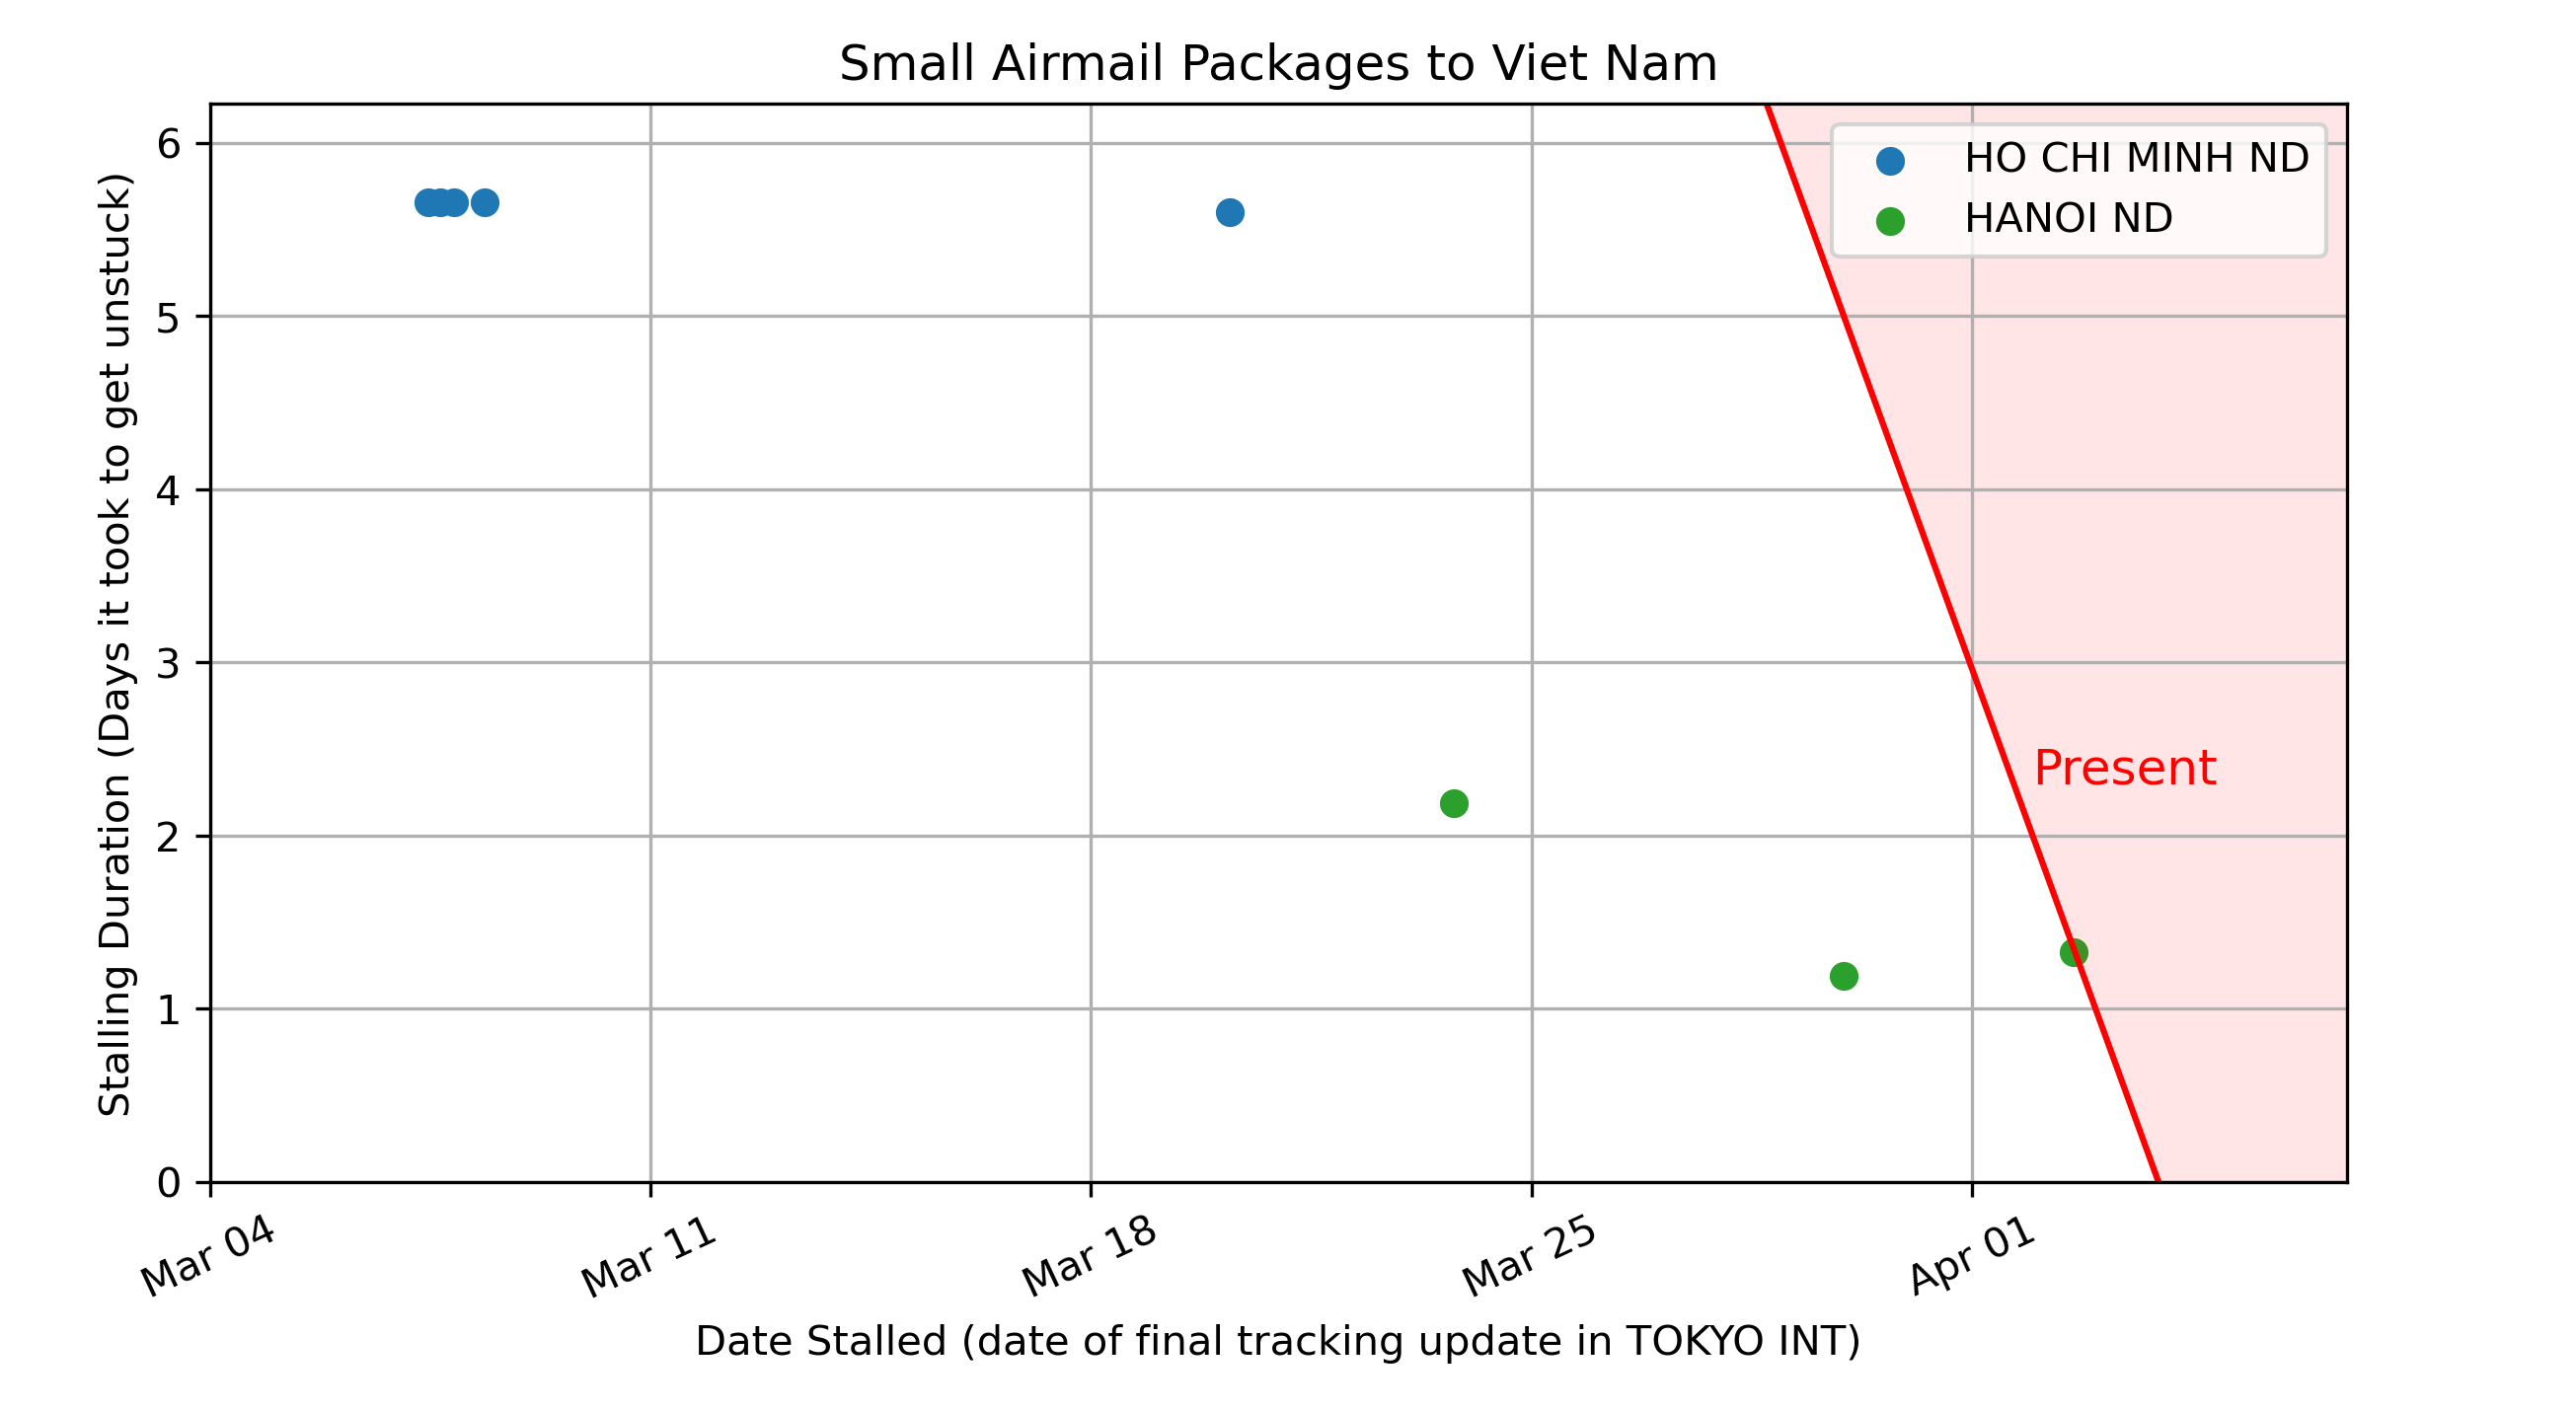 Small Airmail Packages to Viet Nam
HO CHI MINH ND
HANOI ND
Present
Stalling Duration (Days it took to get unstuck)
6
5
4
3
2
1
0
Mar 04
Mar 11
Mar 18
Mar 25
Apr 01
Date Stalled (date of final tracking update in TOKYO INT)